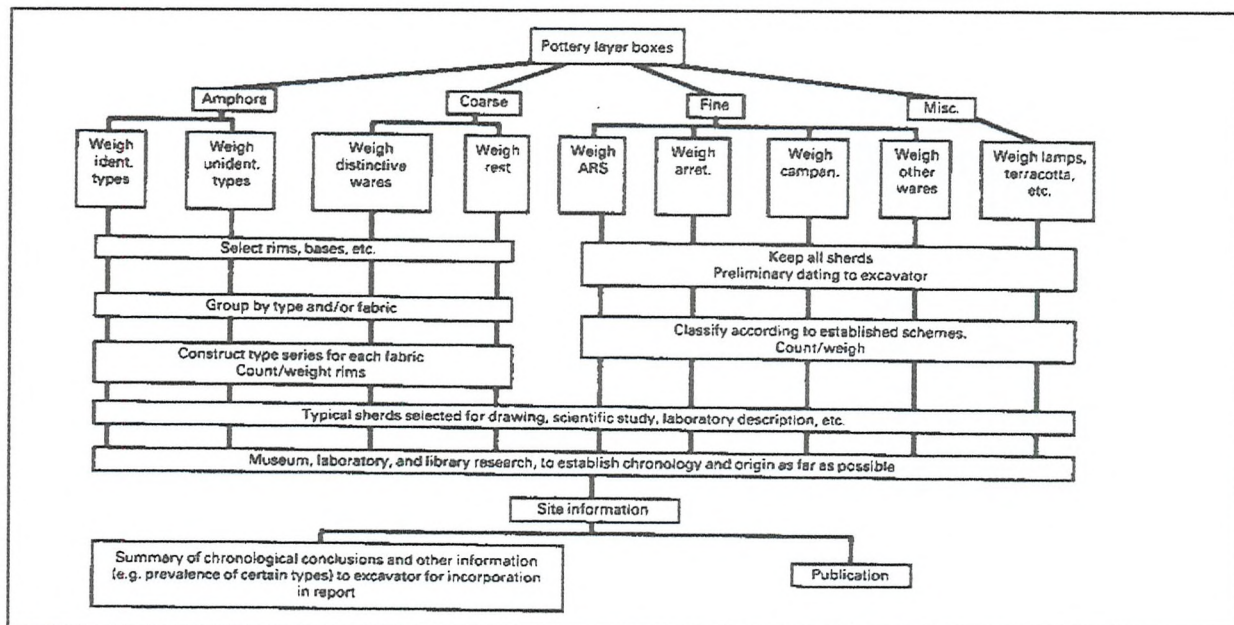 Pottery layer boxes
Amphora
Coarse
Fine
Misc.
Weigh
ident.
types
Weigh
unident.
types
Weigh
distinctive
wares
Weigh
rest
Weigh
ARS
Weigh
arret.
Weigh
campan.
Weigh
other
wares
Weigh lamps,
terracotta,
etc.
Select rims, bases, etc.
Keep all sherds
Preliminary dating to excavator
Group by type and/or fabric
Classify according to established schemes.
Count/weigh
Construct type series for each fabric
Count/weight rims
Typical sherds selected for drawing, scientific study, laboratory description, etc.
Museum, laboratory, and library research, to establish chronology and origin as far as possible
Site information
Summary of chronological conclusions and other information
(e.g. prevalence of certain types) to excavator for incorporation
in report
Publication